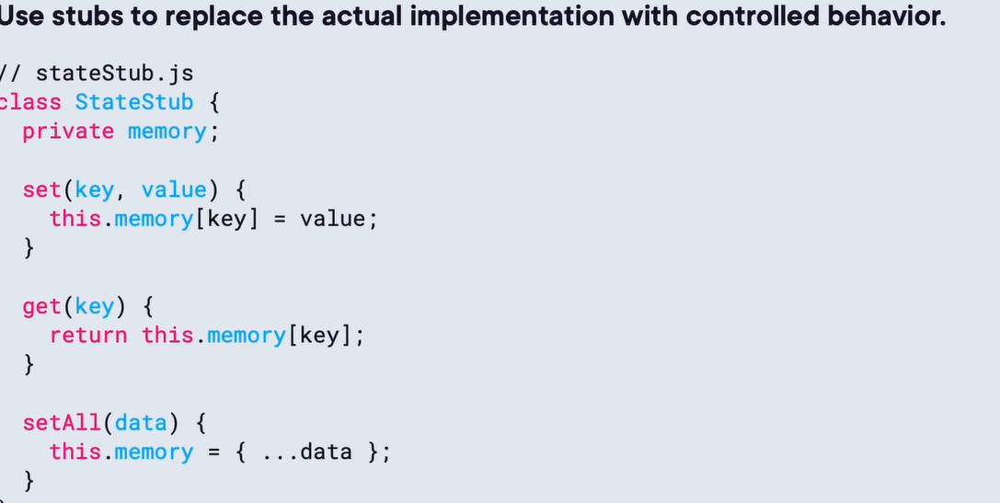 Use stubs to replace the actual implementation with controlled behavior.
// stateStub.js
class StateStub {
private memory;
set(key, value) {
this.memory[key] = value;
}
get(key) {
return this.memory[key];
}
setAll(data) {
this.memory = { ...data };
}